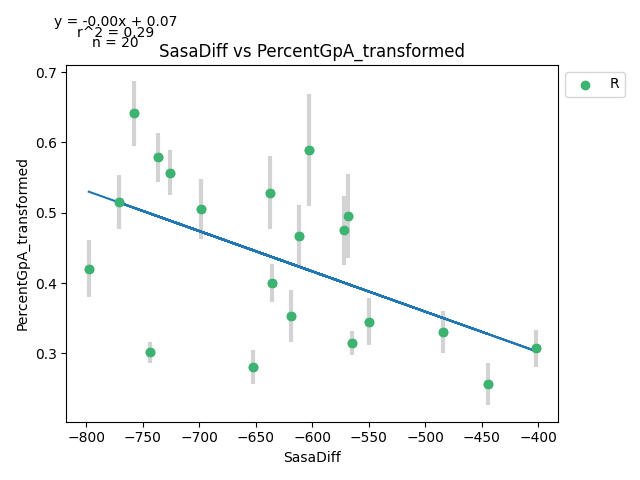 y = -0.00x + 0.07
r^2 = 0.29
n = 20
SasaDiff vs PercentGpA_transformed
R
PercentGpA_transformed
0.7
0.6
0.5
0.4
0.3
−800 −750 −700 −650 −600 −550 −500 −450 −400
SasaDiff